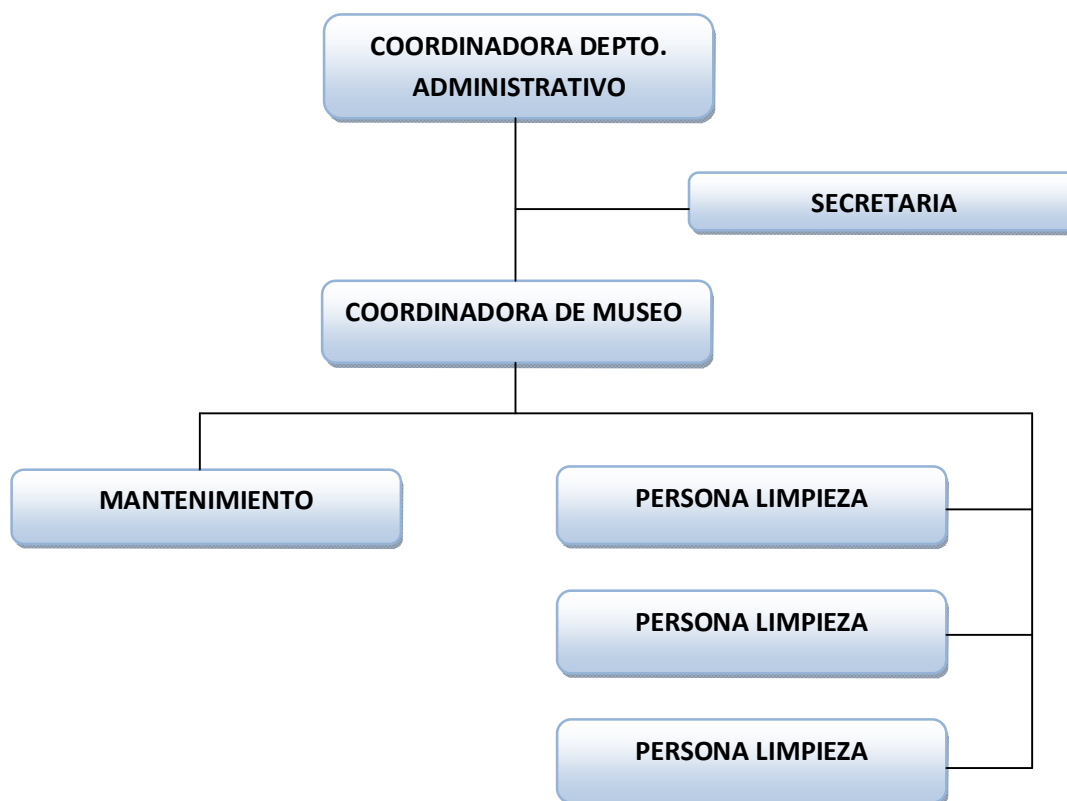 COORDINADORA DEPTO.
ADMINISTRATIVO
SECRETARIA
COORDINADORA DE MUSEO
MANTENIMIENTO
PERSONA LIMPIEZA
PERSONA LIMPIEZA
PERSONA LIMPIEZA